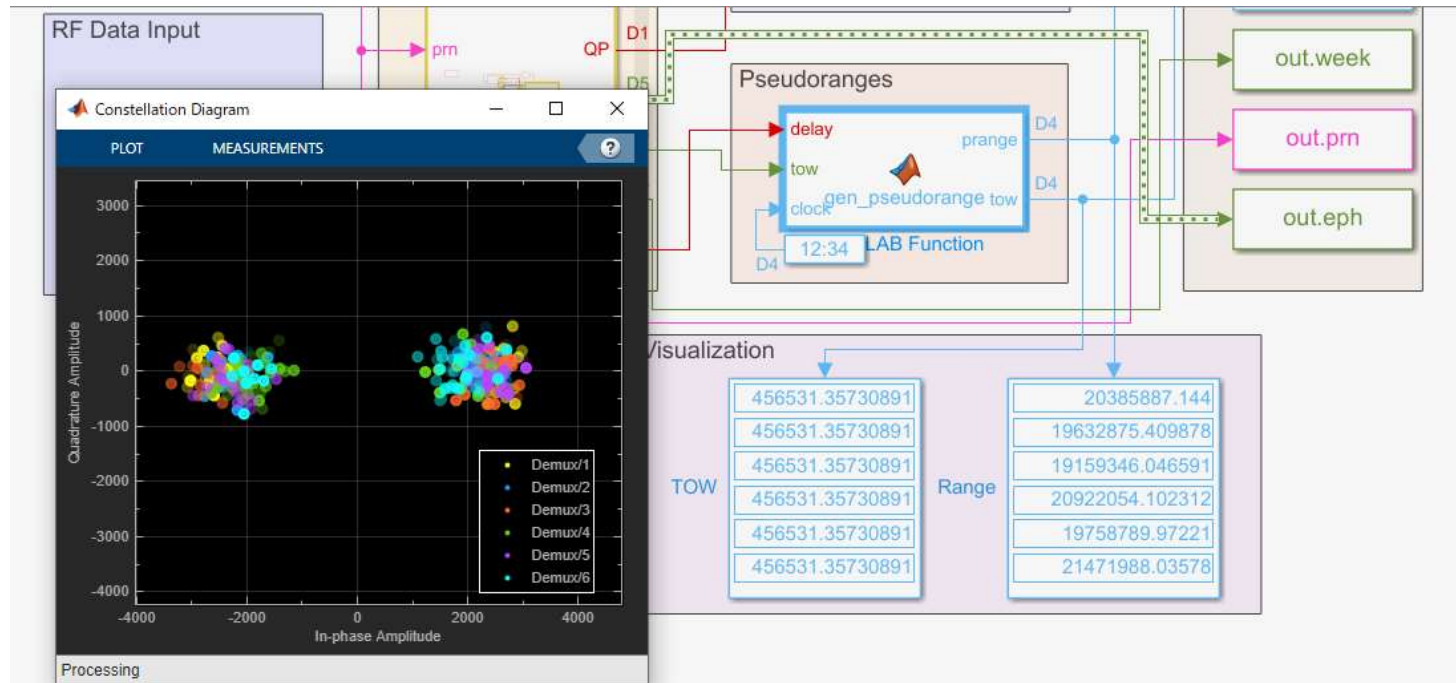 RF Data Input
prn
QP
D1
D5
Constellation Diagram
PLOT
MEASUREMENTS
?
3000
2000
1000
0
-1000
-2000
-3000
-4000
Quadrature Amplitude
-4000
-2000
0
2000
4000
In-phase Amplitude
Demux/1
Demux/2
Demux/3
Demux/4
Demux/5
Demux/6
Processing
Pseudoranges
delay
tow
clock
gen_pseudorange
prange
tow
D4
D4
D4
12:34
LAB Function
out.week
out.prn
out.eph
Visualization
TOW
456531.35730891
456531.35730891
456531.35730891
456531.35730891
456531.35730891
456531.35730891
Range
20385887.144
19632875.409878
19159346.046591
20922054.102312
19758789.97221
21471988.03578